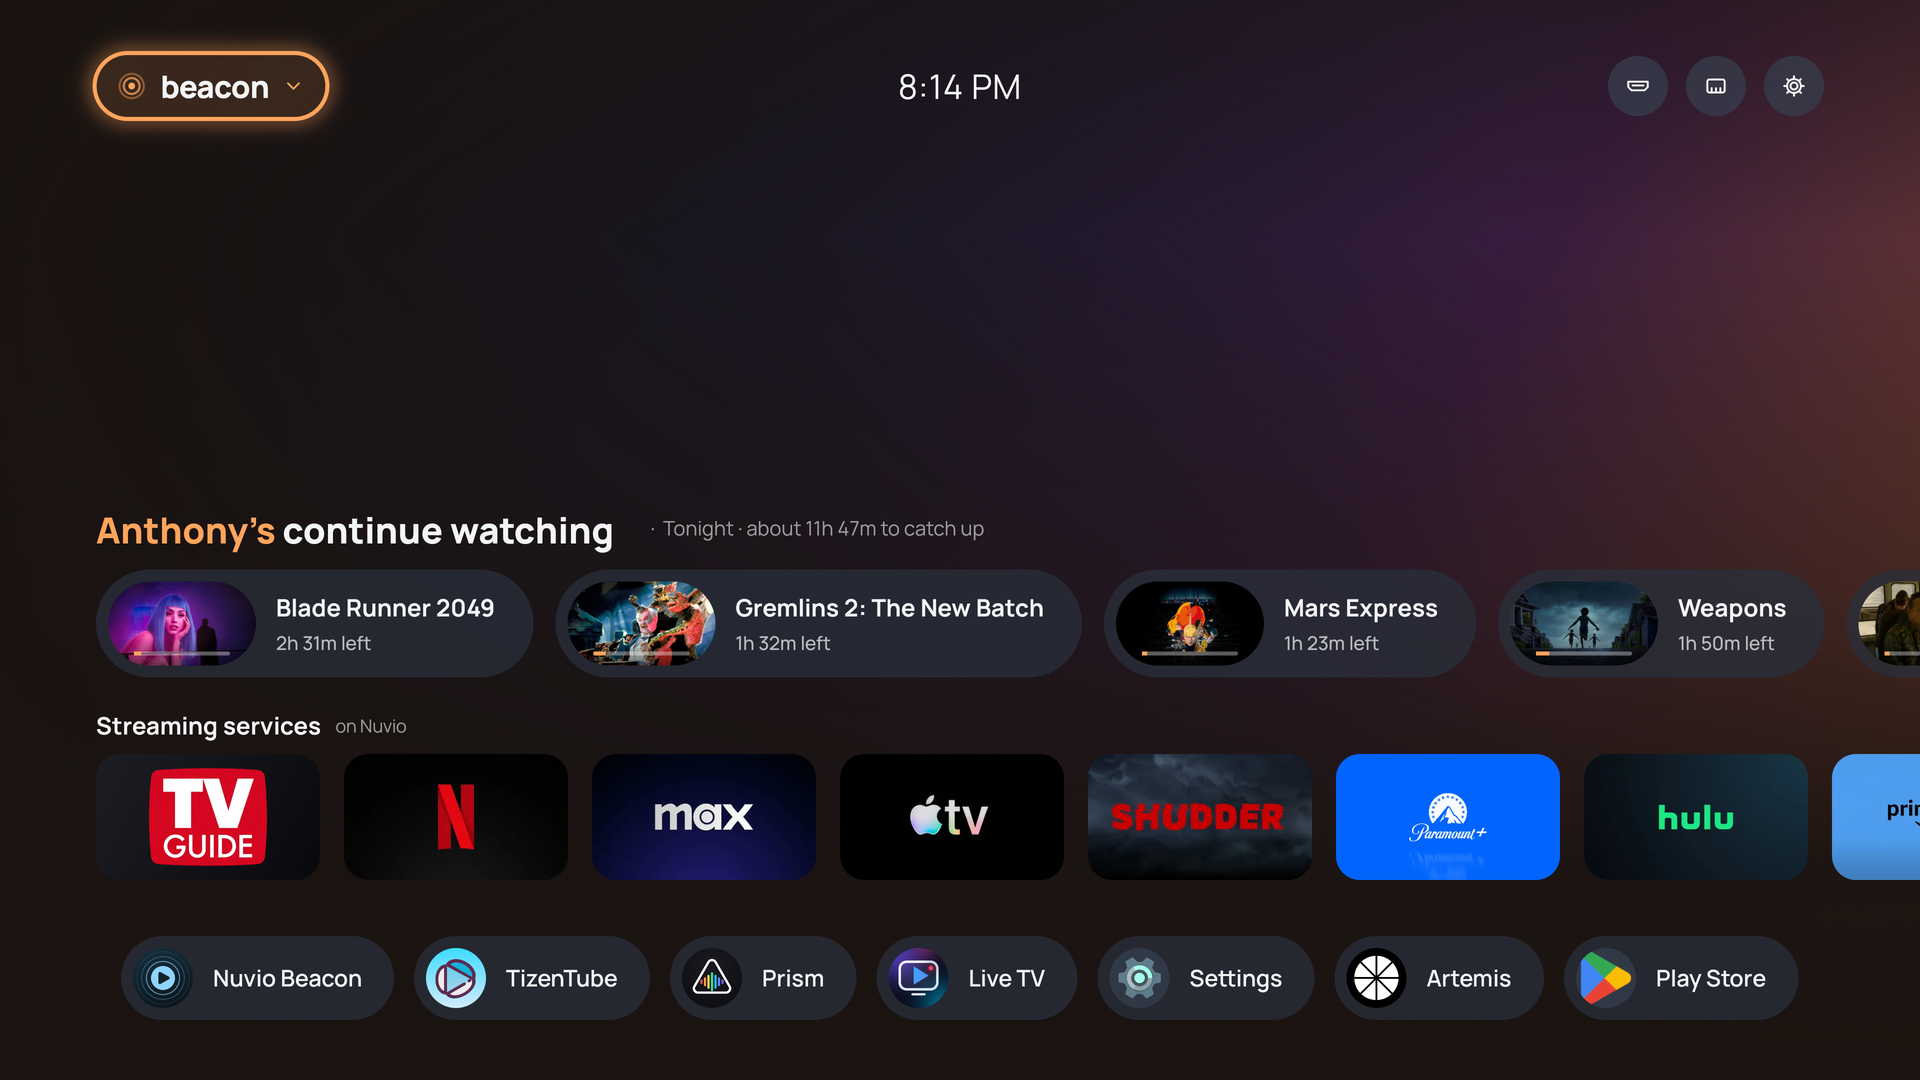 beacon
8:14 PM
Anthony's continue watching · Tonight · about 11h 47m to catch up
Blade Runner 2049
2h 31m left
Gremlins 2: The New Batch
1h 32m left
Mars Express
1h 23m left
Weapons
1h 50m left
Streaming services on Nuvio
TV
GUIDE
N
max
tv
SHUDDER
Paramount+
hulu
prim
Nuvio Beacon
TizenTube
Prism
Live TV
Settings
Artemis
Play Store